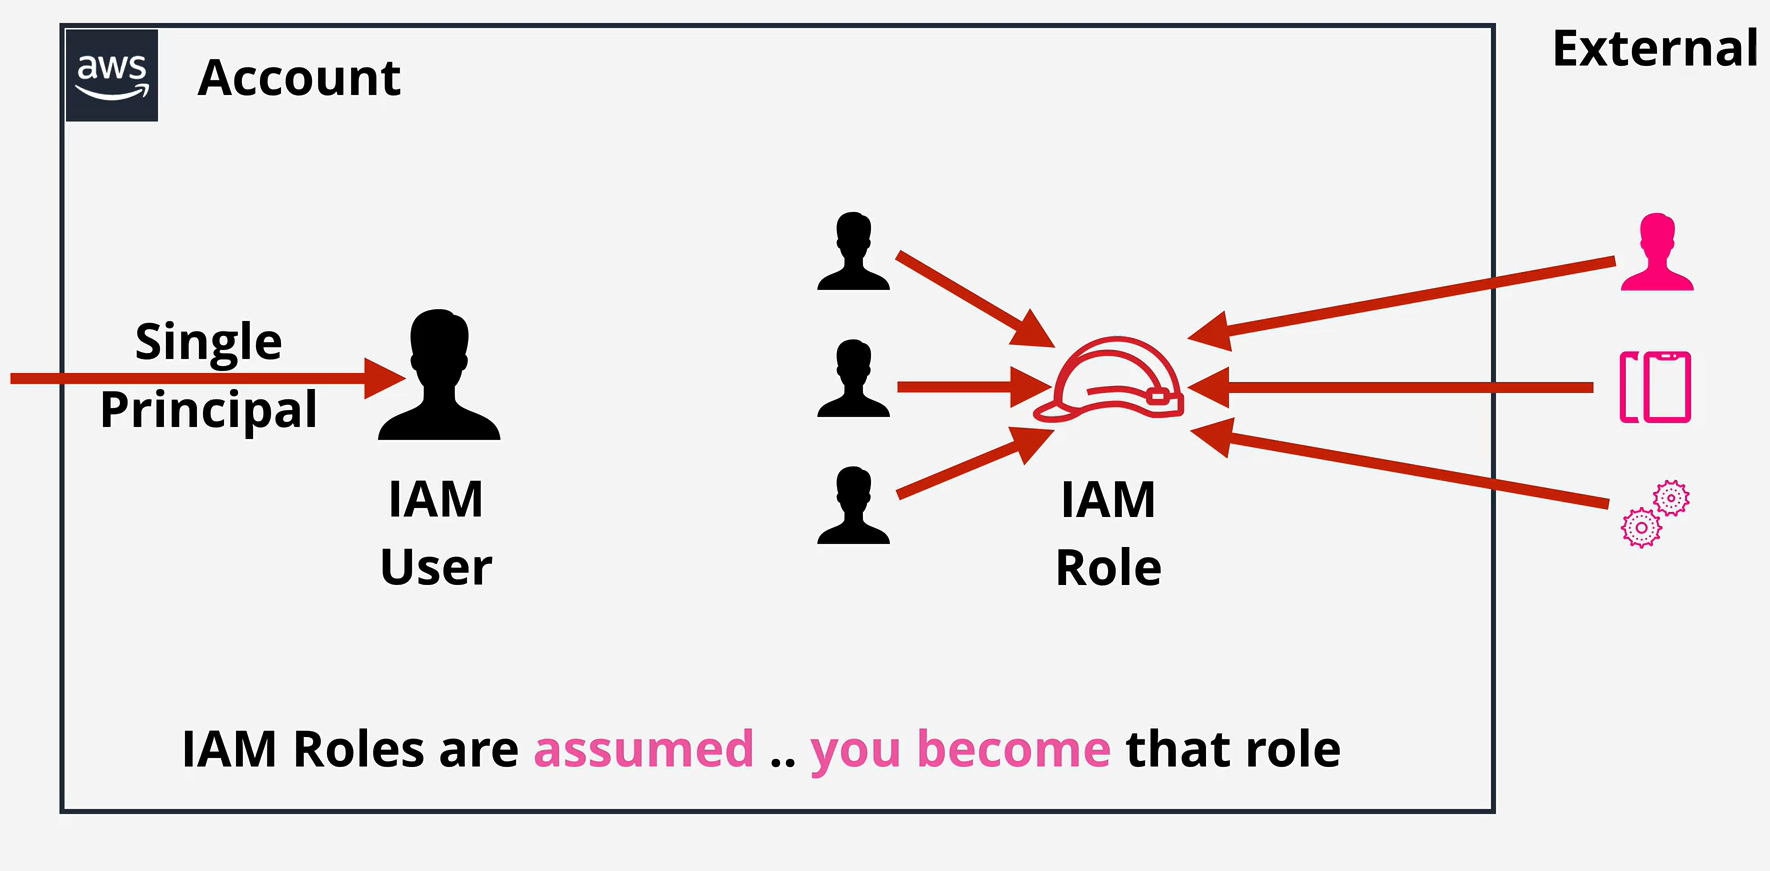 aws
Account
External
Single
Principal
IAM
User
IAM
Role
IAM Roles are assumed .. you become that role